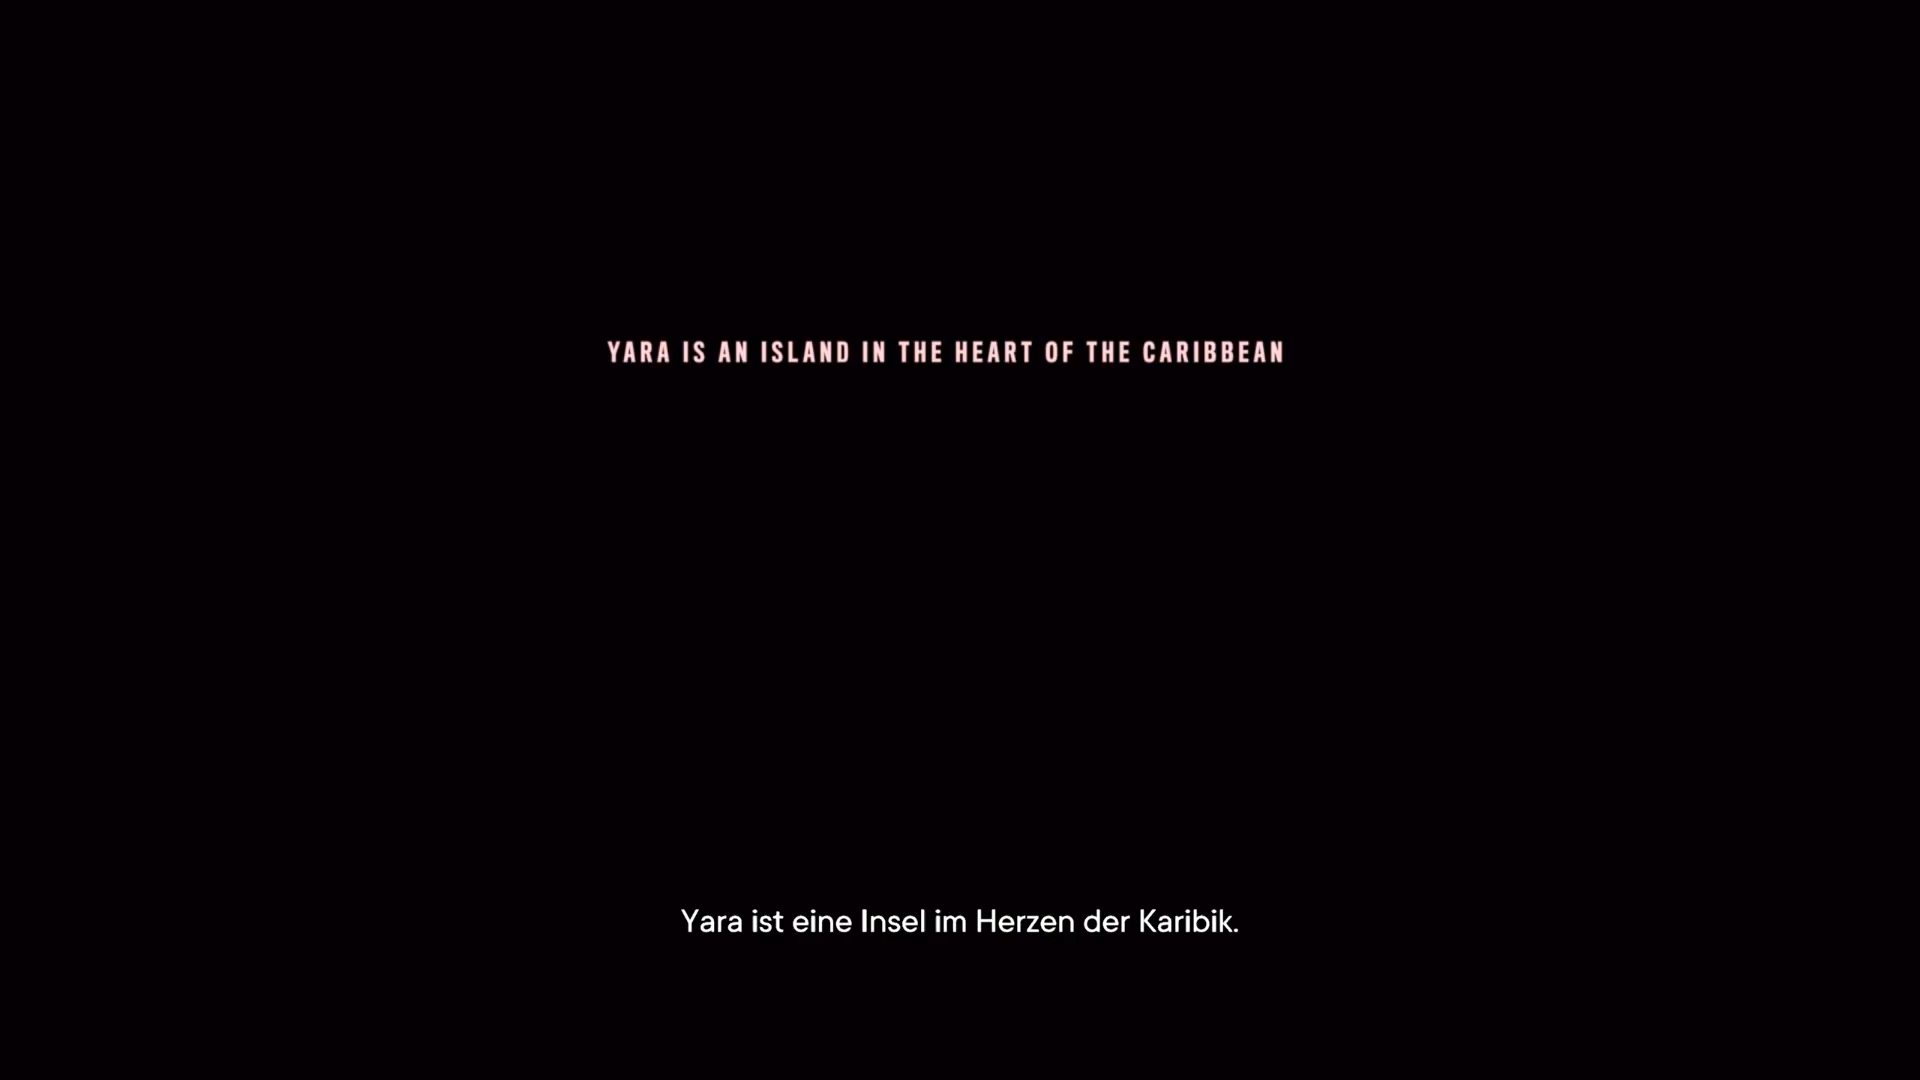 YARA IS AN ISLAND IN THE HEART OF THE CARIBBEAN
Yara ist eine Insel im Herzen der Karibik.